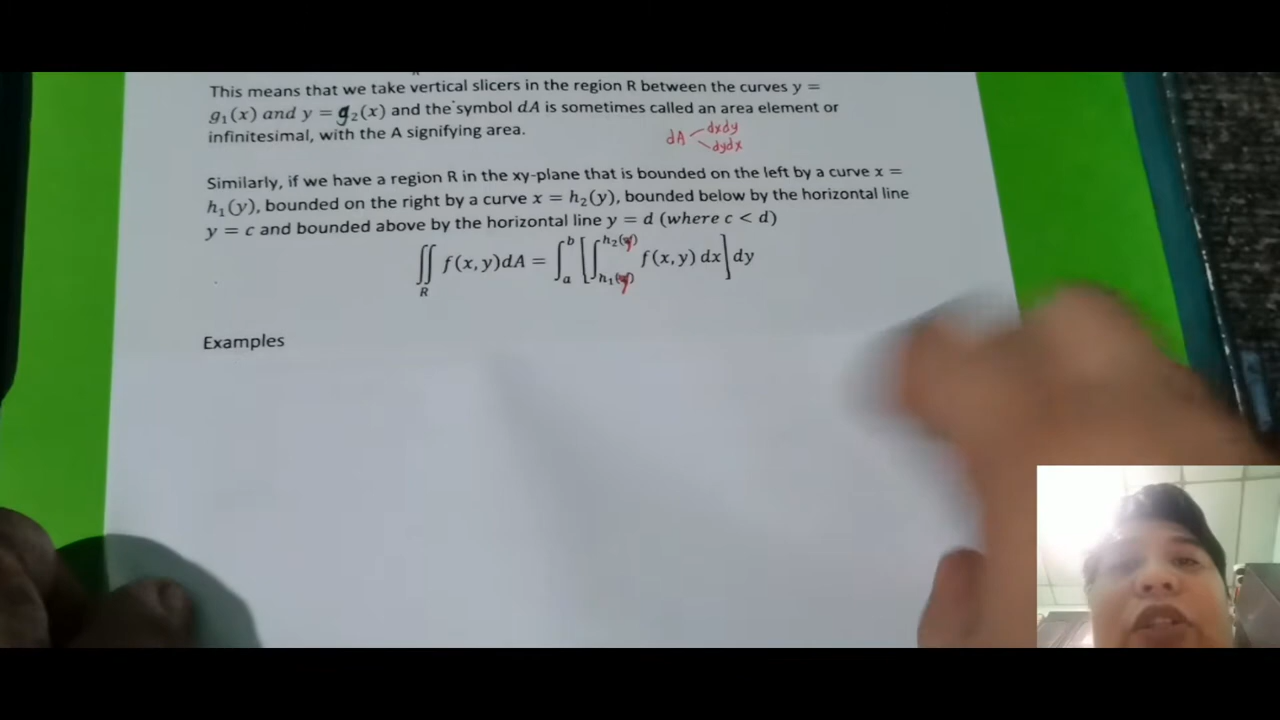 This means that we take vertical slicers in the region R between the curves y =
g₁(x) and y = g₂(x) and the symbol dA is sometimes called an area element or
infinitesimal, with the A signifying area.
dA dxdy
dydx
Similarly, if we have a region R in the xy-plane that is bounded on the left by a curve x =
h₁(y), bounded on the right by a curve x = h₂(y), bounded below by the horizontal line
y = c and bounded above by the horizontal line y = d (where c < d)
∬_R f(x, y)dA = ∫_a^b [∫_{h₁(y)}^{h₂(y)} f(x, y) dx] dy
Examples